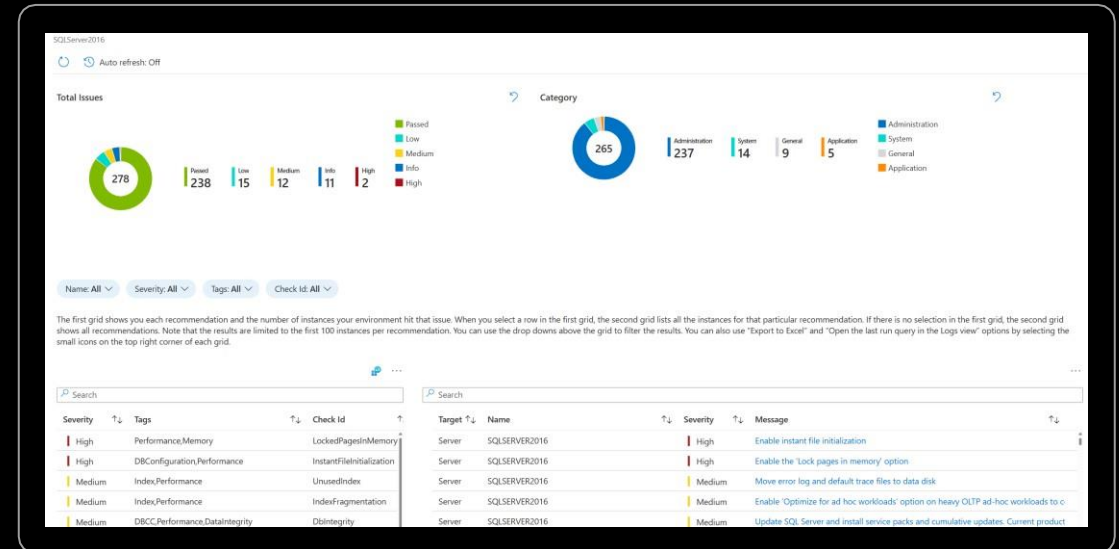 SQLServer2016
Auto refresh: Off
Total Issues
278
Passed
238
Low
15
Medium
12
Info
11
High
2
Passed
Low
Medium
Info
High
Category
265
Administration
237
System
14
General
9
Application
5
Administration
System
General
Application
Name: All
Severity: All
Tags: All
Check Id: All
The first grid shows you each recommendation and the number of instances your environment hit that issue. When you select a row in the first grid, the second grid lists all the instances for that particular recommendation. If there is no selection in the first grid, the second grid
shows all recommendations. Note that the results are limited to the first 100 instances per recommendation. You can use the drop downs above the grid to filter the results. You can also use "Export to Excel" and "Open the last run query in the Logs view" options by selecting the
small icons on the top right corner of each grid.
Search
Severity Tags Check Id
High Performance,Memory LockedPagesInMemory
High DBConfiguration,Performance InstantFileInitialization
Medium Index,Performance UnusedIndex
Medium Index,Performance IndexFragmentation
Medium DBCC,Performance,DataIntegrity DbIntegrity
Search
Target Name Severity Message
Server SQLSERVER2016 High Enable instant file initialization
Server SQLSERVER2016 High Enable the 'Lock pages in memory' option
Server SQLSERVER2016 Medium Move error log and default trace files to data disk
Server SQLSERVER2016 Medium Enable 'Optimize for ad hoc workloads' option on heavy OLTP ad-hoc workloads to c
Server SQLSERVER2016 Medium Update SQL Server and install service packs and cumulative updates. Current product